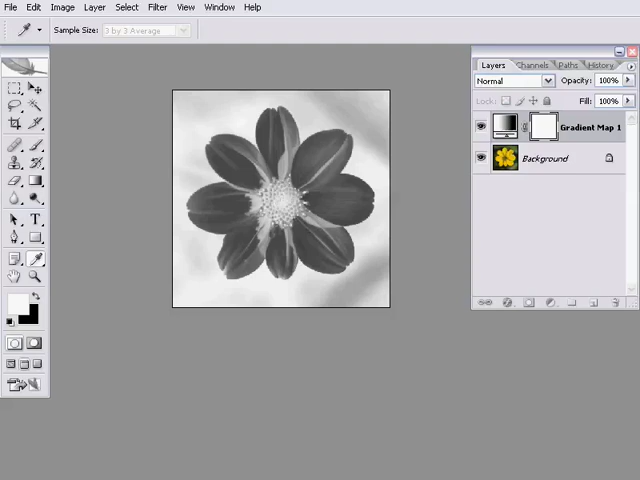 File Edit Image Layer Select Filter View Window Help
Sample Size: 3 by 3 Average
Layers Channels Paths History
Normal Opacity: 100%
Lock: Fill: 100%
Gradient Map 1
Background
T